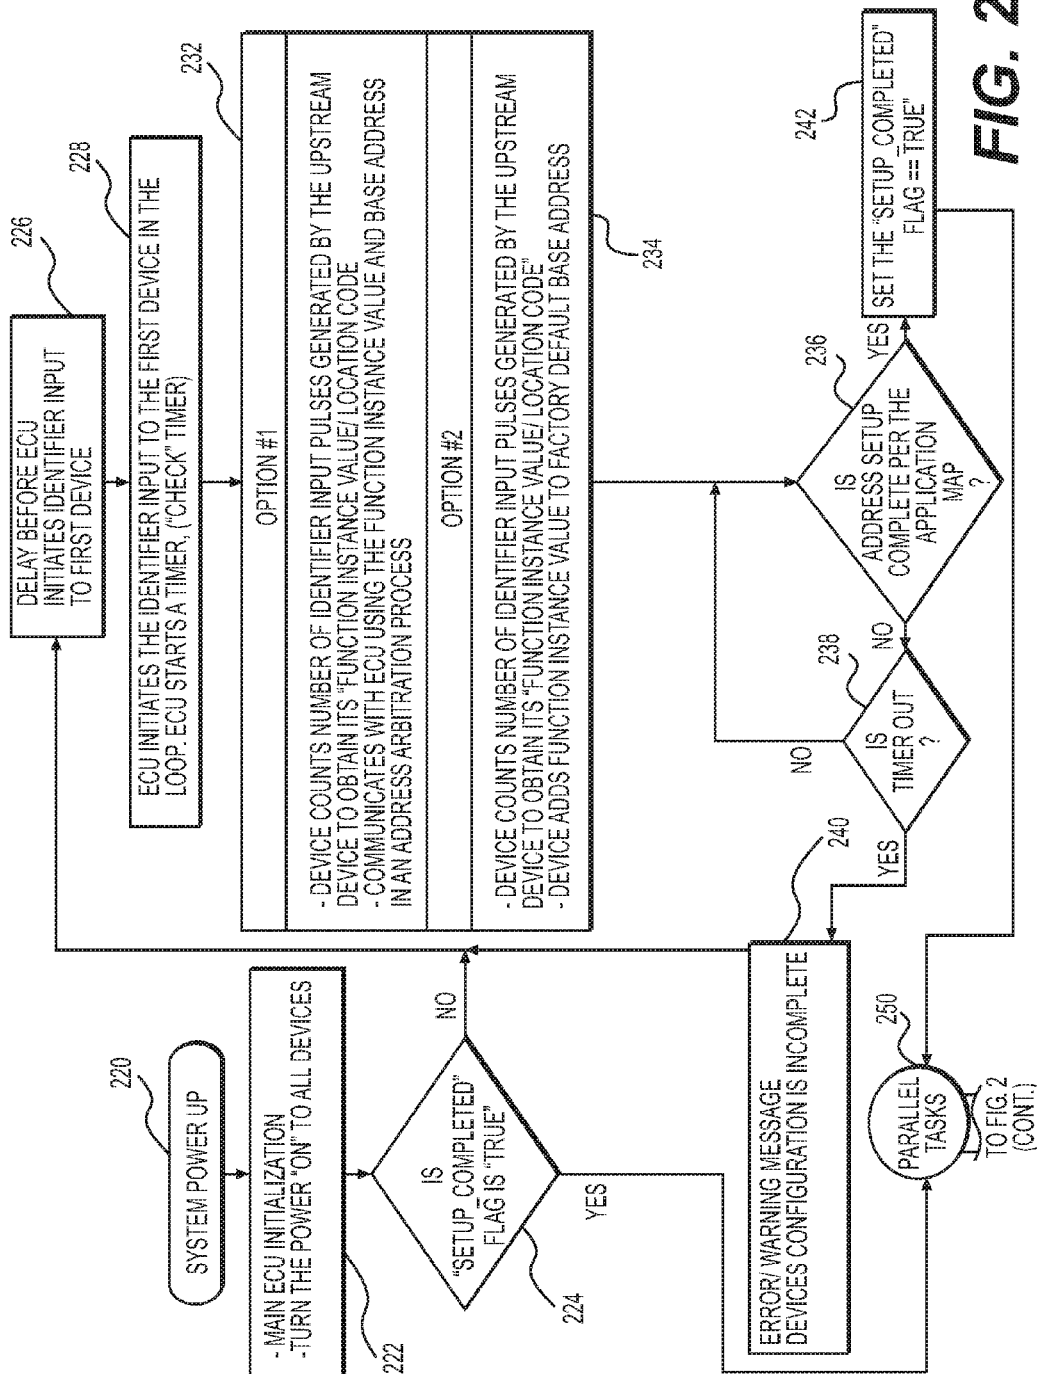 220
SYSTEM POWER UP
- MAIN ECU INITIALIZATION
-TURN THE POWER "ON" TO ALL DEVICES
222
IS
"SETUP_COMPLETED"
FLAG IS "TRUE"
224
NO
YES
226
DELAY BEFORE ECU
INITIATES IDENTIFIER INPUT
TO FIRST DEVICE
228
ECU INITIATES THE IDENTIFIER INPUT TO THE FIRST DEVICE IN THE
LOOP. ECU STARTS A TIMER, ("CHECK" TIMER)
232
OPTION #1
- DEVICE COUNTS NUMBER OF IDENTIFIER INPUT PULSES GENERATED BY THE UPSTREAM
DEVICE TO OBTAIN ITS "FUNCTION INSTANCE VALUE/ LOCATION CODE
- COMMUNICATES WITH ECU USING THE FUNCTION INSTANCE VALUE AND BASE ADDRESS
IN AN ADDRESS ARBITRATION PROCESS
OPTION #2
- DEVICE COUNTS NUMBER OF IDENTIFIER INPUT PULSES GENERATED BY THE UPSTREAM
DEVICE TO OBTAIN ITS "FUNCTION INSTANCE VALUE/ LOCATION CODE"
- DEVICE ADDS FUNCTION INSTANCE VALUE TO FACTORY DEFAULT BASE ADDRESS
234
236
IS
ADDRESS SETUP
COMPLETE PER THE
APPLICATION
MAP
?
YES
NO
238
IS
TIMER OUT
?
NO
YES
240
ERROR/ WARNING MESSAGE
DEVICES CONFIGURATION IS INCOMPLETE
242
SET THE "SETUP_COMPLETED"
FLAG == TRUE"
250
PARALLEL
TASKS
TO FIG. 2
(CONT.)
FIG. 2